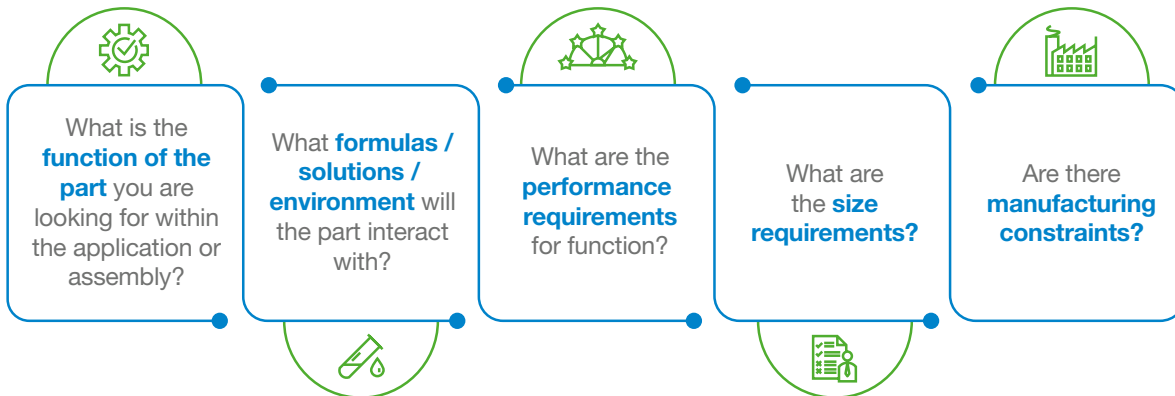 What is the
function of the
part you are
looking for within
the application or
assembly?
What formulas /
solutions /
environment will
the part interact
with?
What are the
performance
requirements
for function?
What are
the size
requirements?
Are there
manufacturing
constraints?